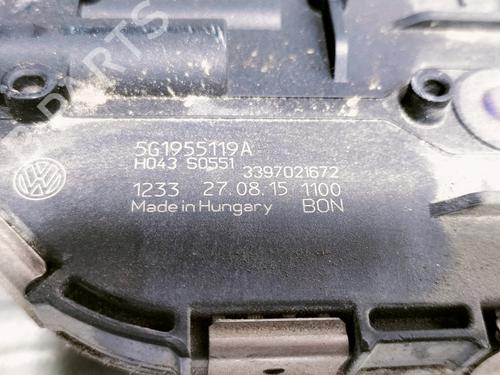 5G1955119A
H043 S0551
3397021672
1233 27.08.15 1100
Made in Hungary BON